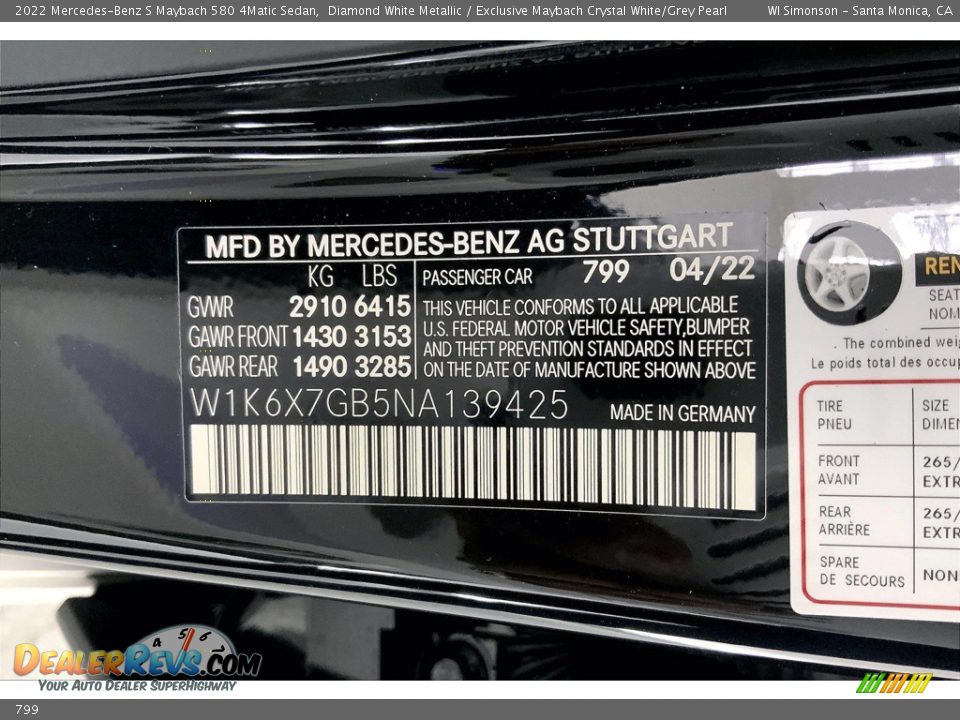 2022 Mercedes-Benz S Maybach 580 4Matic Sedan, Diamond White Metallic / Exclusive Maybach Crystal White/Grey Pearl WI Simonson - Santa Monica, CA
MFD BY MERCEDES-BENZ AG STUTTGART
KG LBS
GVWR 2910 6415
GAWR FRONT 1430 3153
GAWR REAR 1490 3285
PASSENGER CAR 799 04/22
THIS VEHICLE CONFORMS TO ALL APPLICABLE
U.S. FEDERAL MOTOR VEHICLE SAFETY,BUMPER
AND THEFT PREVENTION STANDARDS IN EFFECT
ON THE DATE OF MANUFACTURE SHOWN ABOVE
W1K6X7GB5NA139425 MADE IN GERMANY
REN
SEAT
NOM
. The combined weig
Le poids total des occup
TIRE SIZE
PNEU DIMEN
FRONT 265/
AVANT EXTR
REAR 265/
ARRIÈRE EXTR
SPARE
DE SECOURS NON
4 5 6
DEALERREVS.COM
YOUR AUTO DEALER SUPERHIGHWAY
799